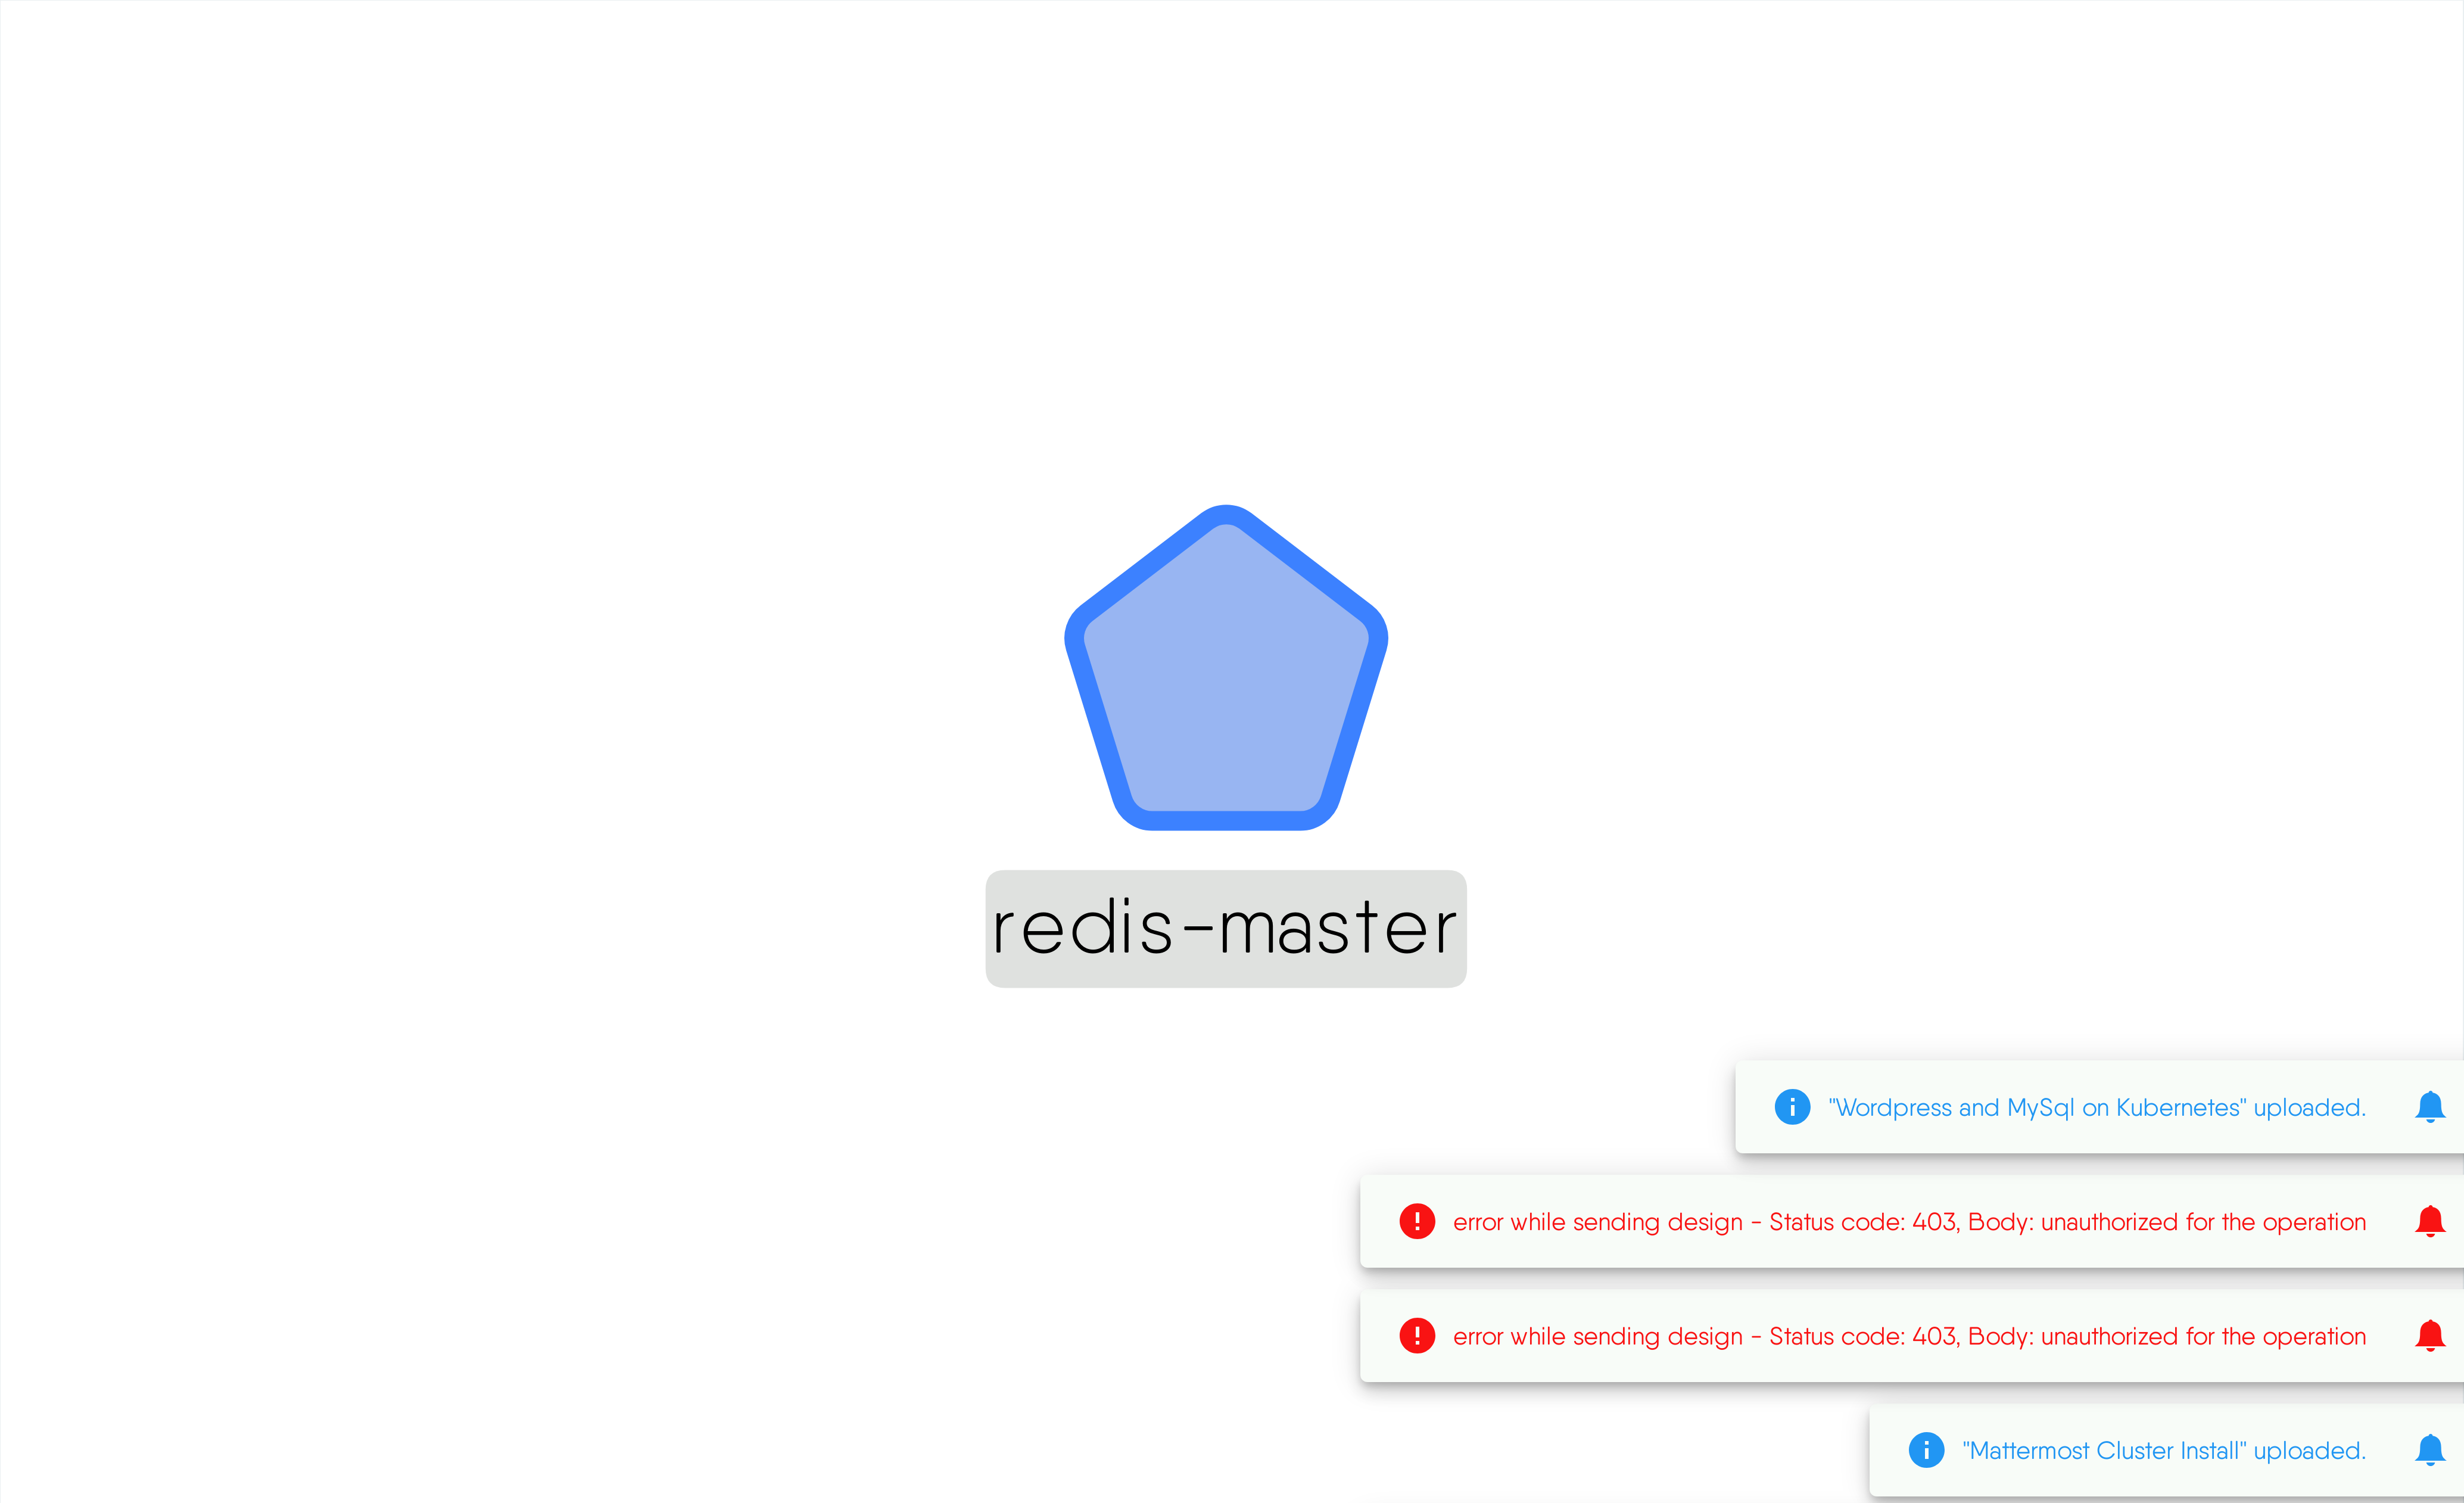 redis-master
"Wordpress and MySql on Kubernetes" uploaded.
error while sending design - Status code: 403, Body: unauthorized for the operation
error while sending design - Status code: 403, Body: unauthorized for the operation
"Mattermost Cluster Install" uploaded.